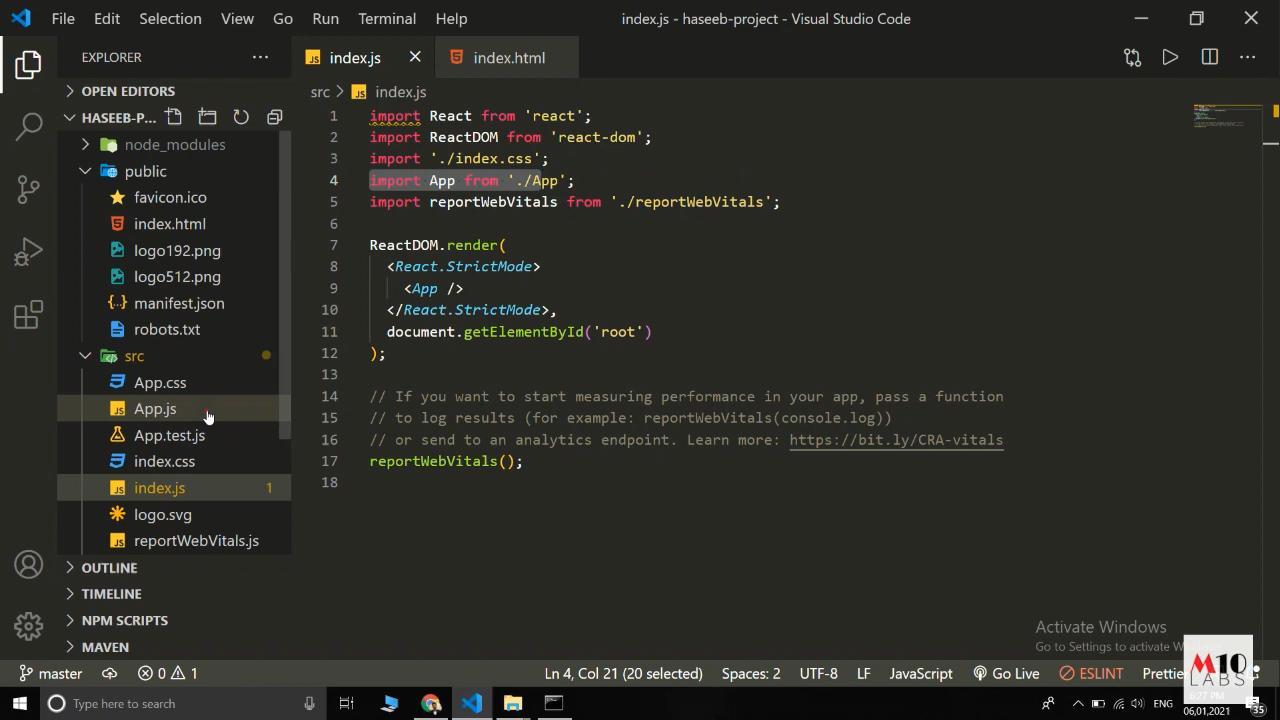 File Edit Selection View Go Run Terminal Help
index.js - haseeb-project - Visual Studio Code
EXPLORER
OPEN EDITORS
HASEEB-P...
node_modules
public
favicon.ico
index.html
logo192.png
logo512.png
manifest.json
robots.txt
src
App.css
App.js
App.test.js
index.css
index.js 1
logo.svg
reportWebVitals.js
OUTLINE
TIMELINE
NPM SCRIPTS
MAVEN
index.js
index.html
src index.js
1 import React from 'react';
2 import ReactDOM from 'react-dom';
3 import './index.css';
4 import App from './App';
5 import reportWebVitals from './reportWebVitals';
6
7 ReactDOM.render(
8 <React.StrictMode>
9 <App />
10 </React.StrictMode>,
11 document.getElementById('root')
12 );
13
14 // If you want to start measuring performance in your app, pass a function
15 // to log results (for example: reportWebVitals(console.log))
16 // or send to an analytics endpoint. Learn more: https://bit.ly/CRA-vitals
17 reportWebVitals();
18
Activate Windows
Go to Settings to activate W
M10
LABS
master 0 1 Ln 4, Col 21 (20 selected) Spaces: 2 UTF-8 LF JavaScript Go Live ESLINT Prettie
Type here to search
ENG
6:27 PM
06.01.2021
35